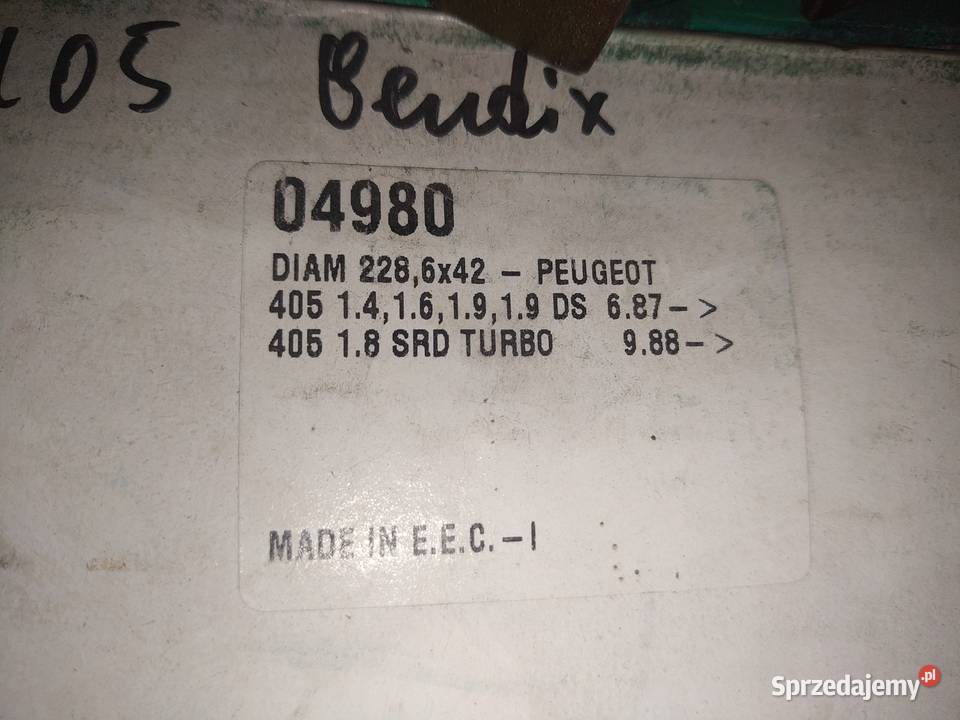 405 Bendix
04980
DIAM 228,6x42 – PEUGEOT
405 1.4,1.6,1.9,1.9 DS 6.87–>
405 1.8 SRD TURBO 9.88–>
MADE IN E.E.C.–I
Sprzedajemy.pl